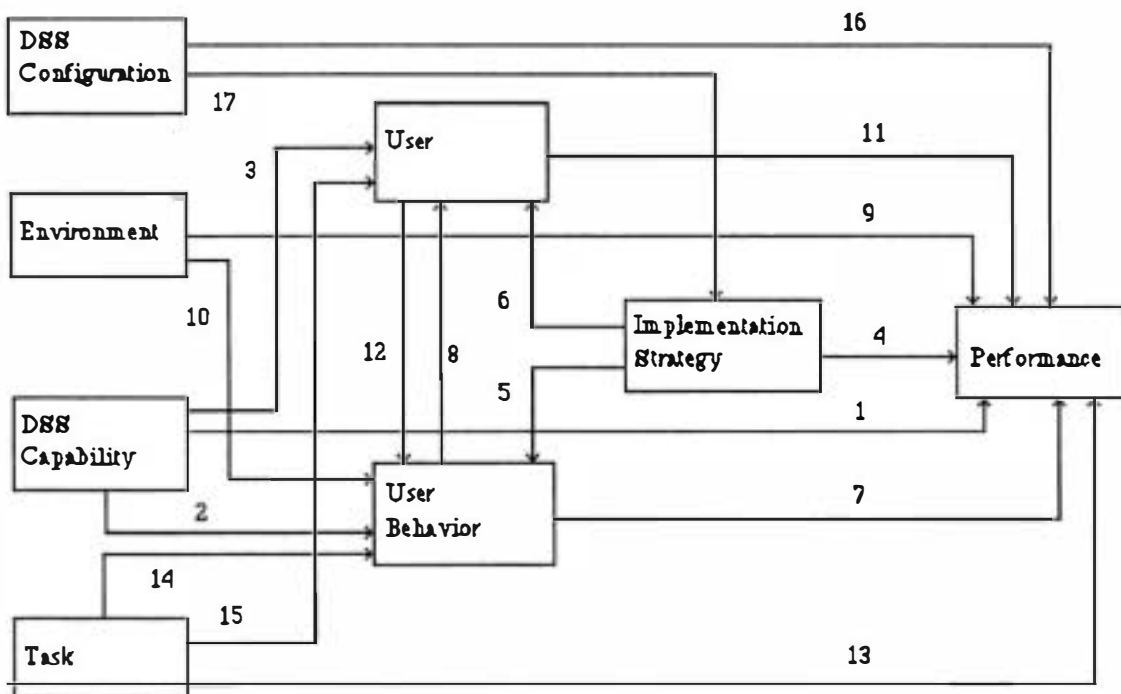 16
DSS
Configuration
17
User
11
3
Environment
9
10
6
Implementation
Strategy
4
12
8
Performance
5
1
DSS
Capability
2
User
Behavior
7
14
15
Task
13